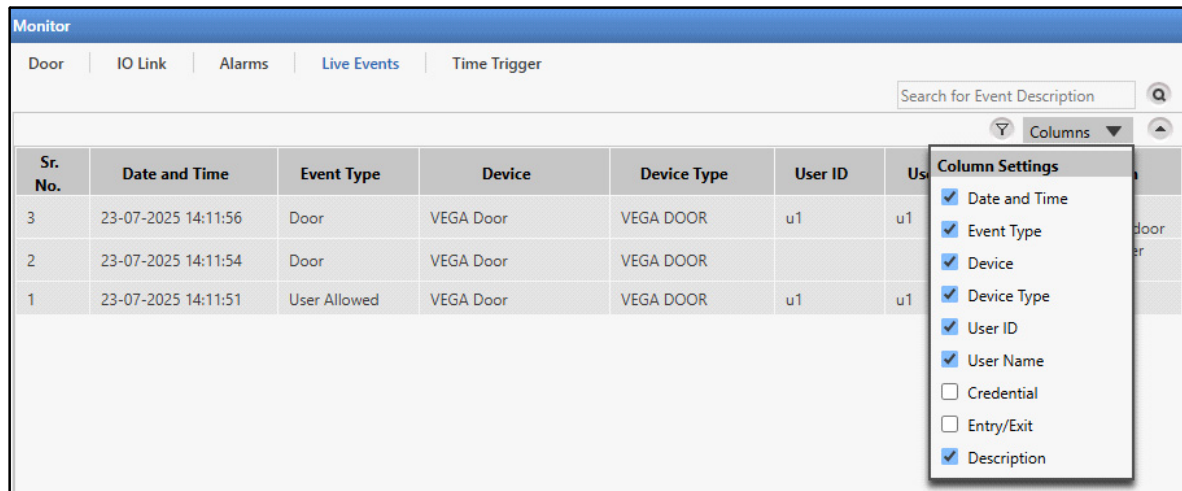 Monitor
Door IO Link Alarms Live Events Time Trigger
Search for Event Description
Columns
Sr. No. Date and Time Event Type Device Device Type User ID
3 23-07-2025 14:11:56 Door VEGA Door VEGA DOOR u1 u1 door
2 23-07-2025 14:11:54 Door VEGA Door VEGA DOOR
1 23-07-2025 14:11:51 User Allowed VEGA Door VEGA DOOR u1 u1
Column Settings
Date and Time
Event Type
Device
Device Type
User ID
User Name
Credential
Entry/Exit
Description